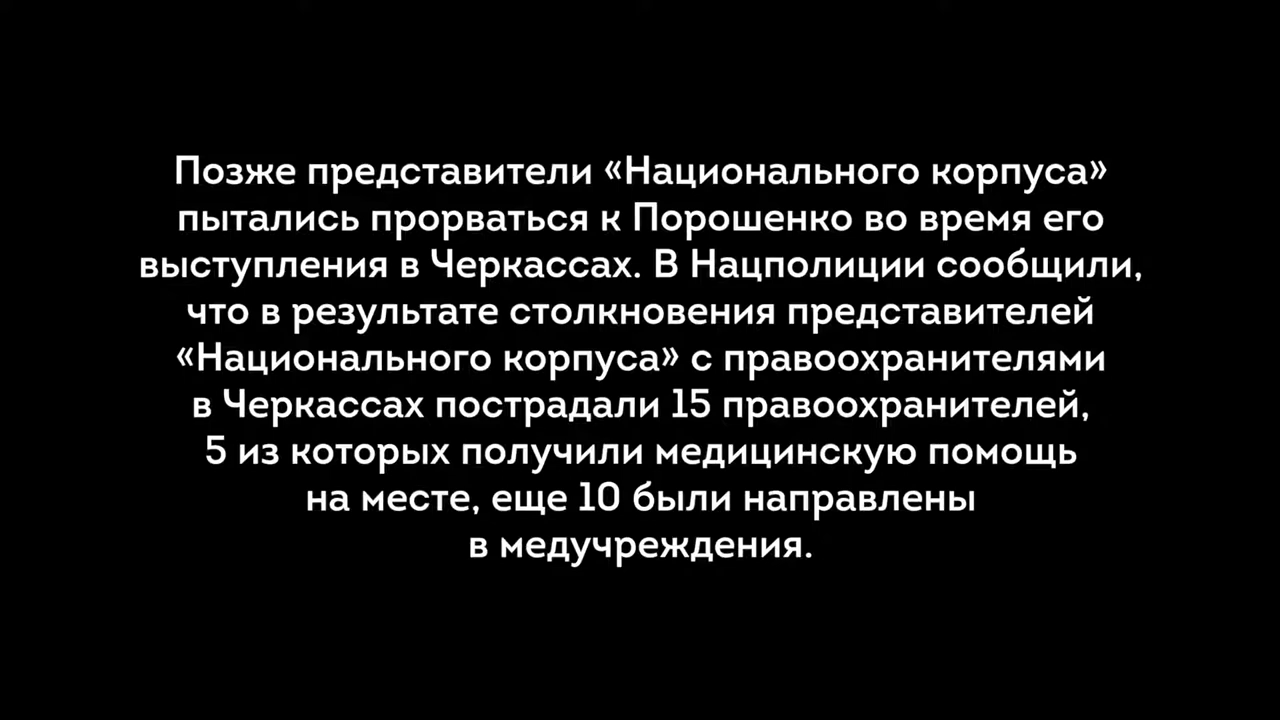 Позже представители «Национального корпуса»
пытались прорваться к Порошенко во время его
выступления в Черкассах. В Нацполиции сообщили,
что в результате столкновения представителей
«Национального корпуса» с правоохранителями
в Черкассах пострадали 15 правоохранителей,
5 из которых получили медицинскую помощь
на месте, еще 10 были направлены
в медучреждения.